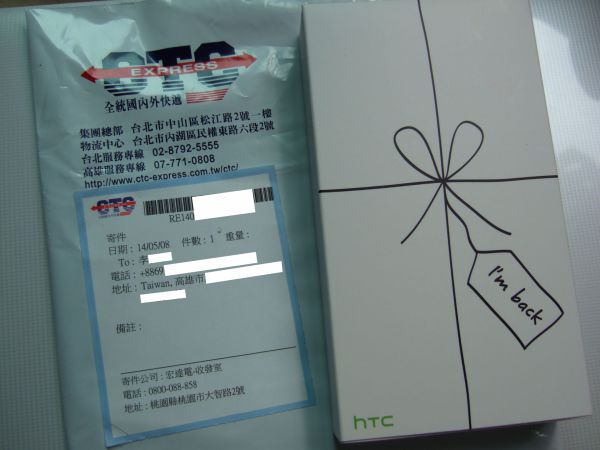 CTC
EXPRESS
全統國內外快遞
集團總部 台北市中山區松江路2號一樓
物流中心 台北市內湖區民權東路六段2號
台北服務專線 02-8792-5555
高雄服務專線 07-771-0808
http://www.ctc-express.com.tw/ctc/
CTC
RE140
寄件
日期: 14/05/08 件數: 1 重量:
To: 李
電話: +8869
地址: Taiwan, 高雄市
備註:
寄件公司: 宏達電-收發室
電話: 0800-088-858
地址: 桃園縣桃園市大智路2號
I'm back
hTC